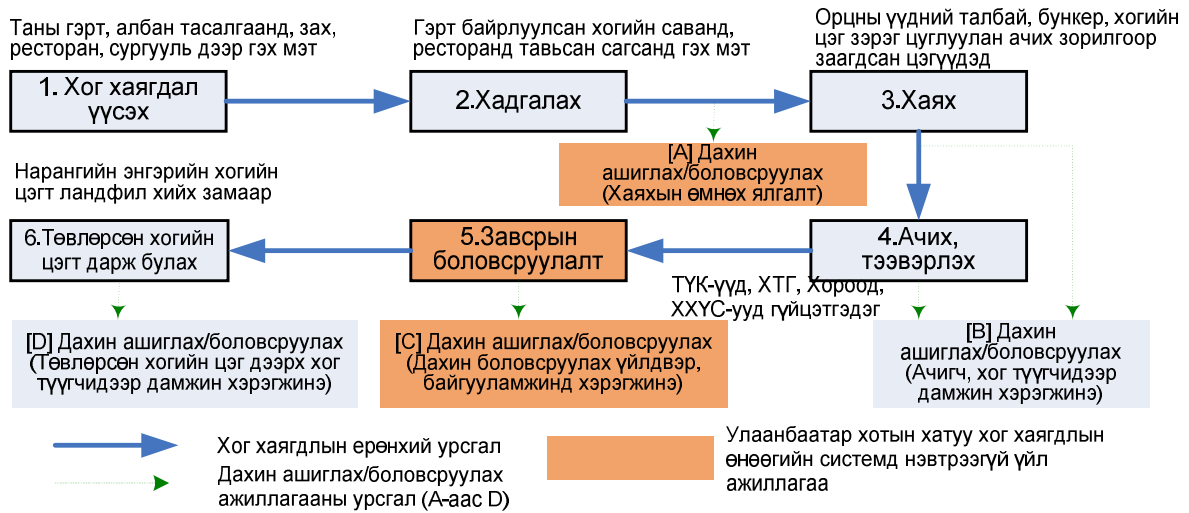 Таны гэрт, албан тасалгаанд, зах,
ресторан, сургууль дээр гэх мэт
1. Хог хаягдал
үүсэх
Гэрт байрлуулсан хогийн саванд,
ресторанд тавьсан сагсанд гэх мэт
2.Хадгалах
Орцны үүдний талбай, бункер, хогийн
цэг зэрэг цуглуулан ачих зорилгоор
заагдсан цэгүүдэд
3.Хаях
[A] Дахин
ашиглах/боловсруулах
(Хаяхын өмнөх ялгалт)
4.Ачих,
тээвэрлэх
ТҮК-үүд, ХТГ, Хороод,
ХХҮС-ууд гүйцэтгэдэг
[B] Дахин
ашиглах/боловсруулах
(Ачигч, хог түүгчидээр
дамжин хэрэгжинэ)
5.Завсрын
боловсруулалт
[C] Дахин ашиглах/боловсруулах
(Дахин боловсруулах үйлдвэр,
байгууламжинд хэрэгжинэ)
Нарангийн энгэрийн хогийн
цэгт ландфил хийх замаар
6.Төвлөрсөн хогийн
цэгт дарж булах
[D] Дахин ашиглах/боловсруулах
(Төвлөрсөн хогийн цэг дээрх хог
түүгчидээр дамжин хэрэгжинэ)
Хог хаягдлын ерөнхий урсгал
Дахин ашиглах/боловсруулах
ажиллагааны урсгал (A-аас D)
Улаанбаатар хотын хатуу хог хаягдлын
өнөөгийн системд нэвтрээгүй үйл
ажиллагаа